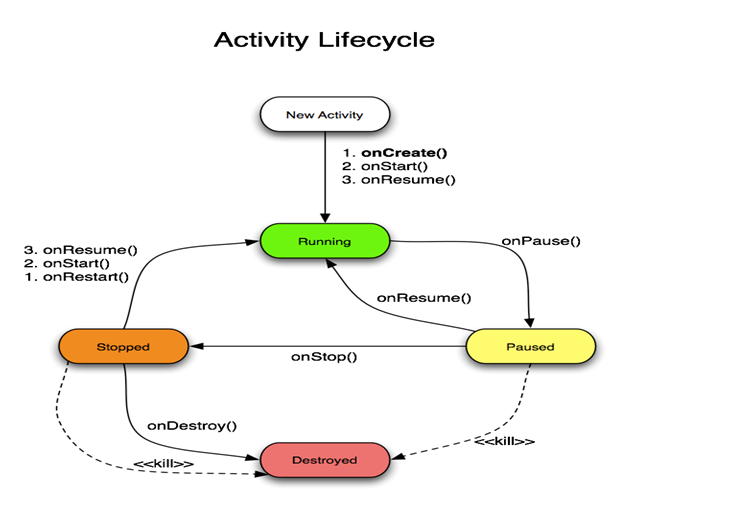 Activity Lifecycle
New Activity
1. onCreate()
2. onStart()
3. onResume()
Running
onPause()
3. onResume()
2. onStart()
1. onRestart()
onResume()
Stopped
Paused
onStop()
onDestroy()
<<kill>>
<<kill>>
Destroyed